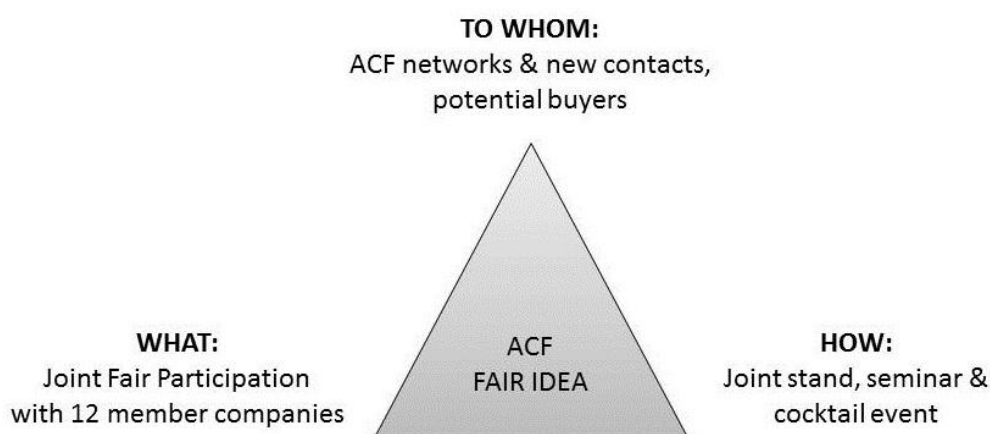 TO WHOM:
ACF networks & new contacts,
potential buyers
WHAT:
Joint Fair Participation
with 12 member companies
ACF
FAIR IDEA
HOW:
Joint stand, seminar &
cocktail event